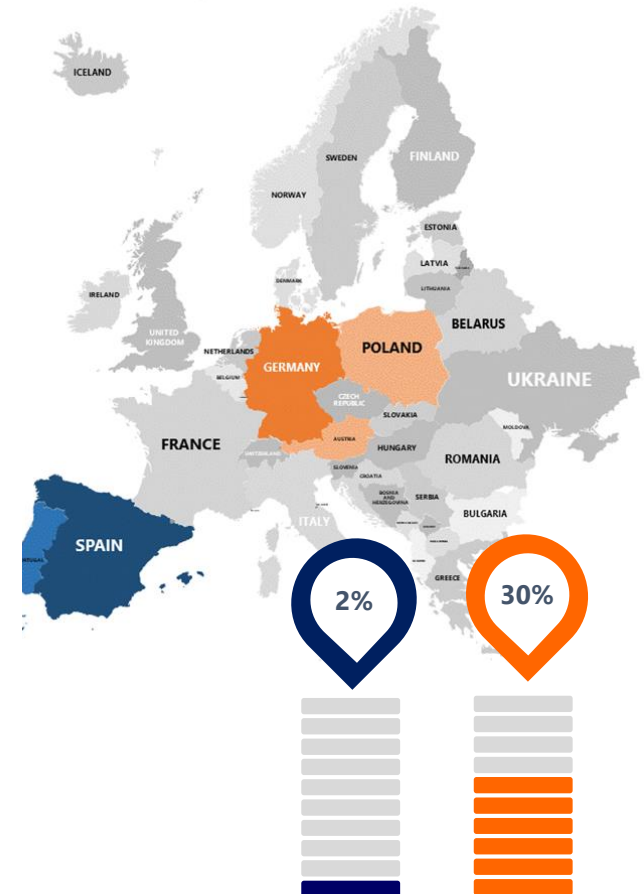 ICELAND
SWEDEN
FINLAND
NORWAY
ESTONIA
LATVIA
LITHUANIA
DENMARK
IRELAND
UNITED
KINGDOM
NETHERLANDS
BELGIUM
GERMANY
POLAND
BELARUS
UKRAINE
CZECH
REPUBLIC
SLOVAKIA
MOLDOVA
FRANCE
SWITZERLAND
AUSTRIA
HUNGARY
ROMANIA
SLOVENIA
CROATIA
BOSNIA
AND
HERZEGOVINA
SERBIA
ITALY
BULGARIA
SPAIN
RTUGAL
GREECE
2%
30%